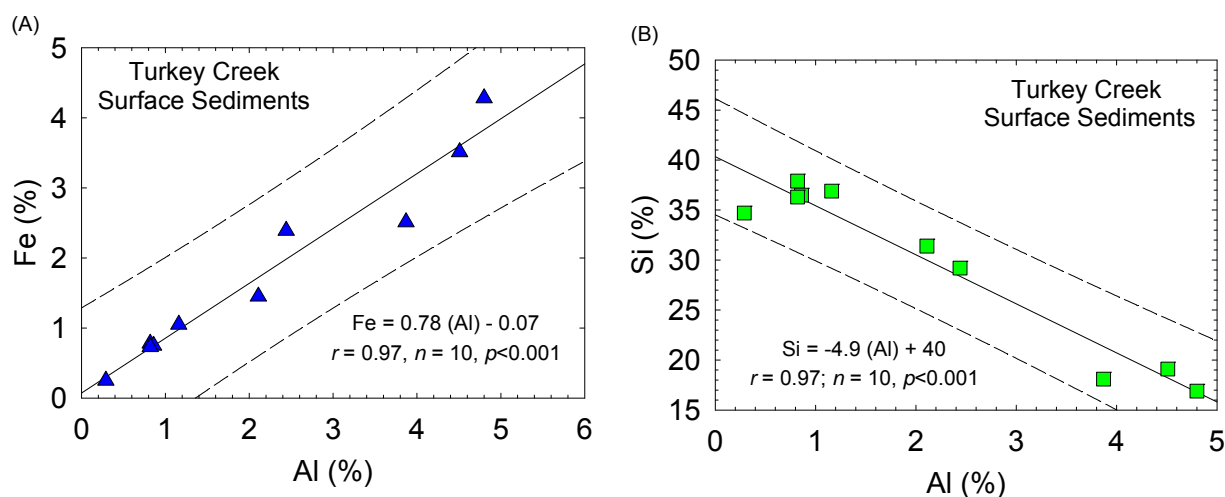 (A)
5
4
3
2
1
0
Fe (%)
Turkey Creek
Surface Sediments
Fe = 0.78 (Al) - 0.07
r = 0.97, n = 10, p<0.001
0 1 2 3 4 5 6
Al (%)
(B)
50
45
40
35
30
25
20
15
Si (%)
Turkey Creek
Surface Sediments
Si = -4.9 (Al) + 40
r = 0.97; n = 10, p<0.001
0 1 2 3 4 5
Al (%)